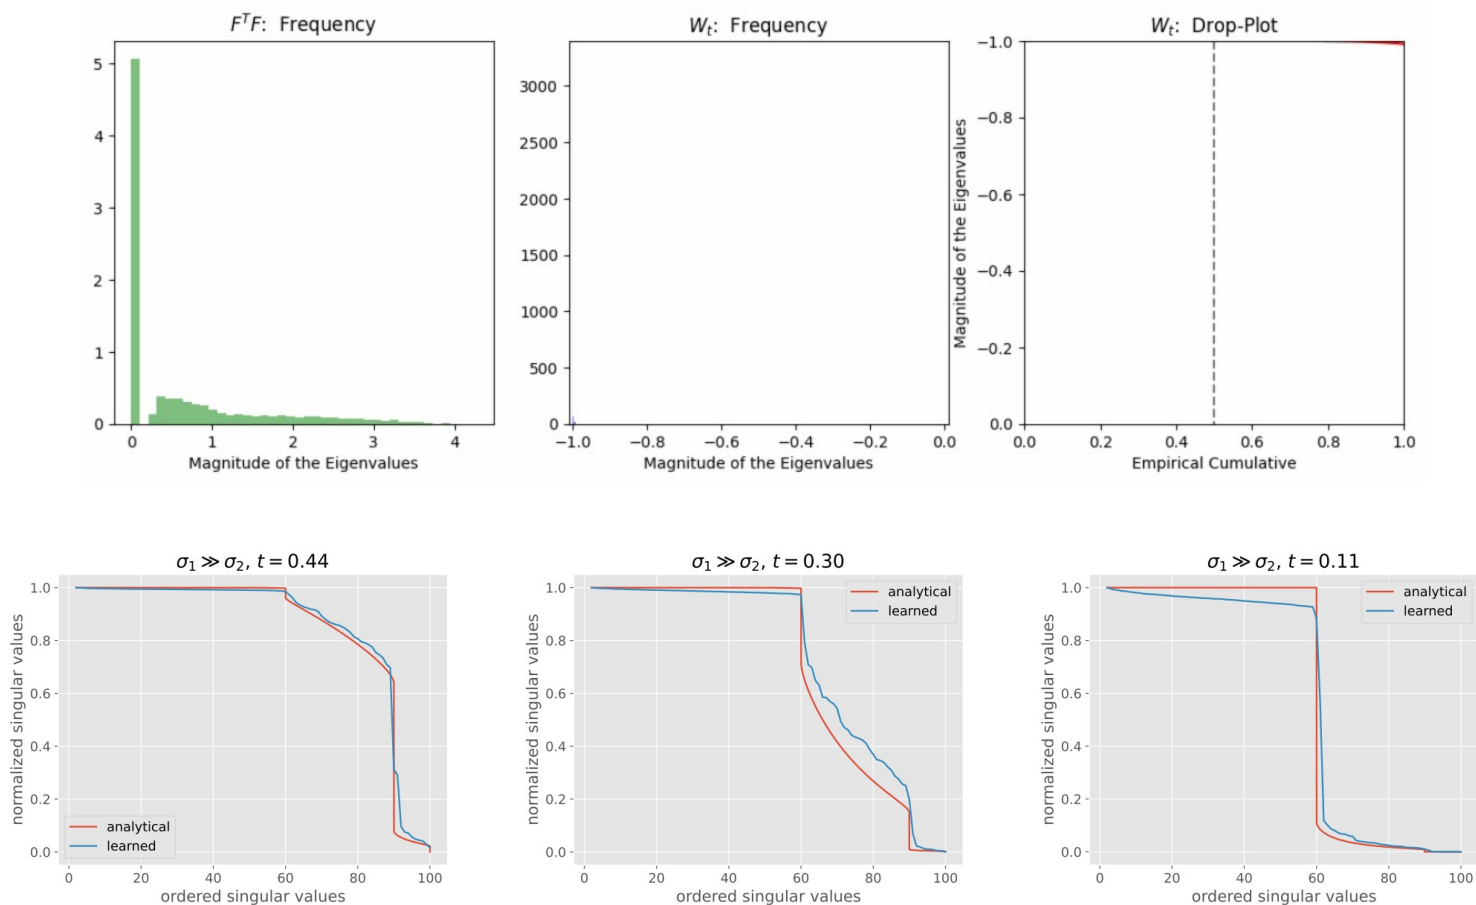 F^T F: Frequency
5
4
3
2
1
0
0 1 2 3 4
Magnitude of the Eigenvalues
W_t: Frequency
3000
2500
2000
1500
1000
500
0
−1.0 −0.8 −0.6 −0.4 −0.2 0.0
Magnitude of the Eigenvalues
W_t: Drop-Plot
Magnitude of the Eigenvalues
−1.0
−0.8
−0.6
−0.4
−0.2
0.0
0.0 0.2 0.4 0.6 0.8 1.0
Empirical Cumulative
σ₁ ≫ σ₂, t = 0.44
normalized singular values
1.0
0.8
0.6
0.4
0.2
0.0
analytical
learned
0 20 40 60 80 100
ordered singular values
σ₁ ≫ σ₂, t = 0.30
normalized singular values
1.0
0.8
0.6
0.4
0.2
0.0
analytical
learned
0 20 40 60 80 100
ordered singular values
σ₁ ≫ σ₂, t = 0.11
normalized singular values
1.0
0.8
0.6
0.4
0.2
0.0
analytical
learned
0 20 40 60 80 100
ordered singular values